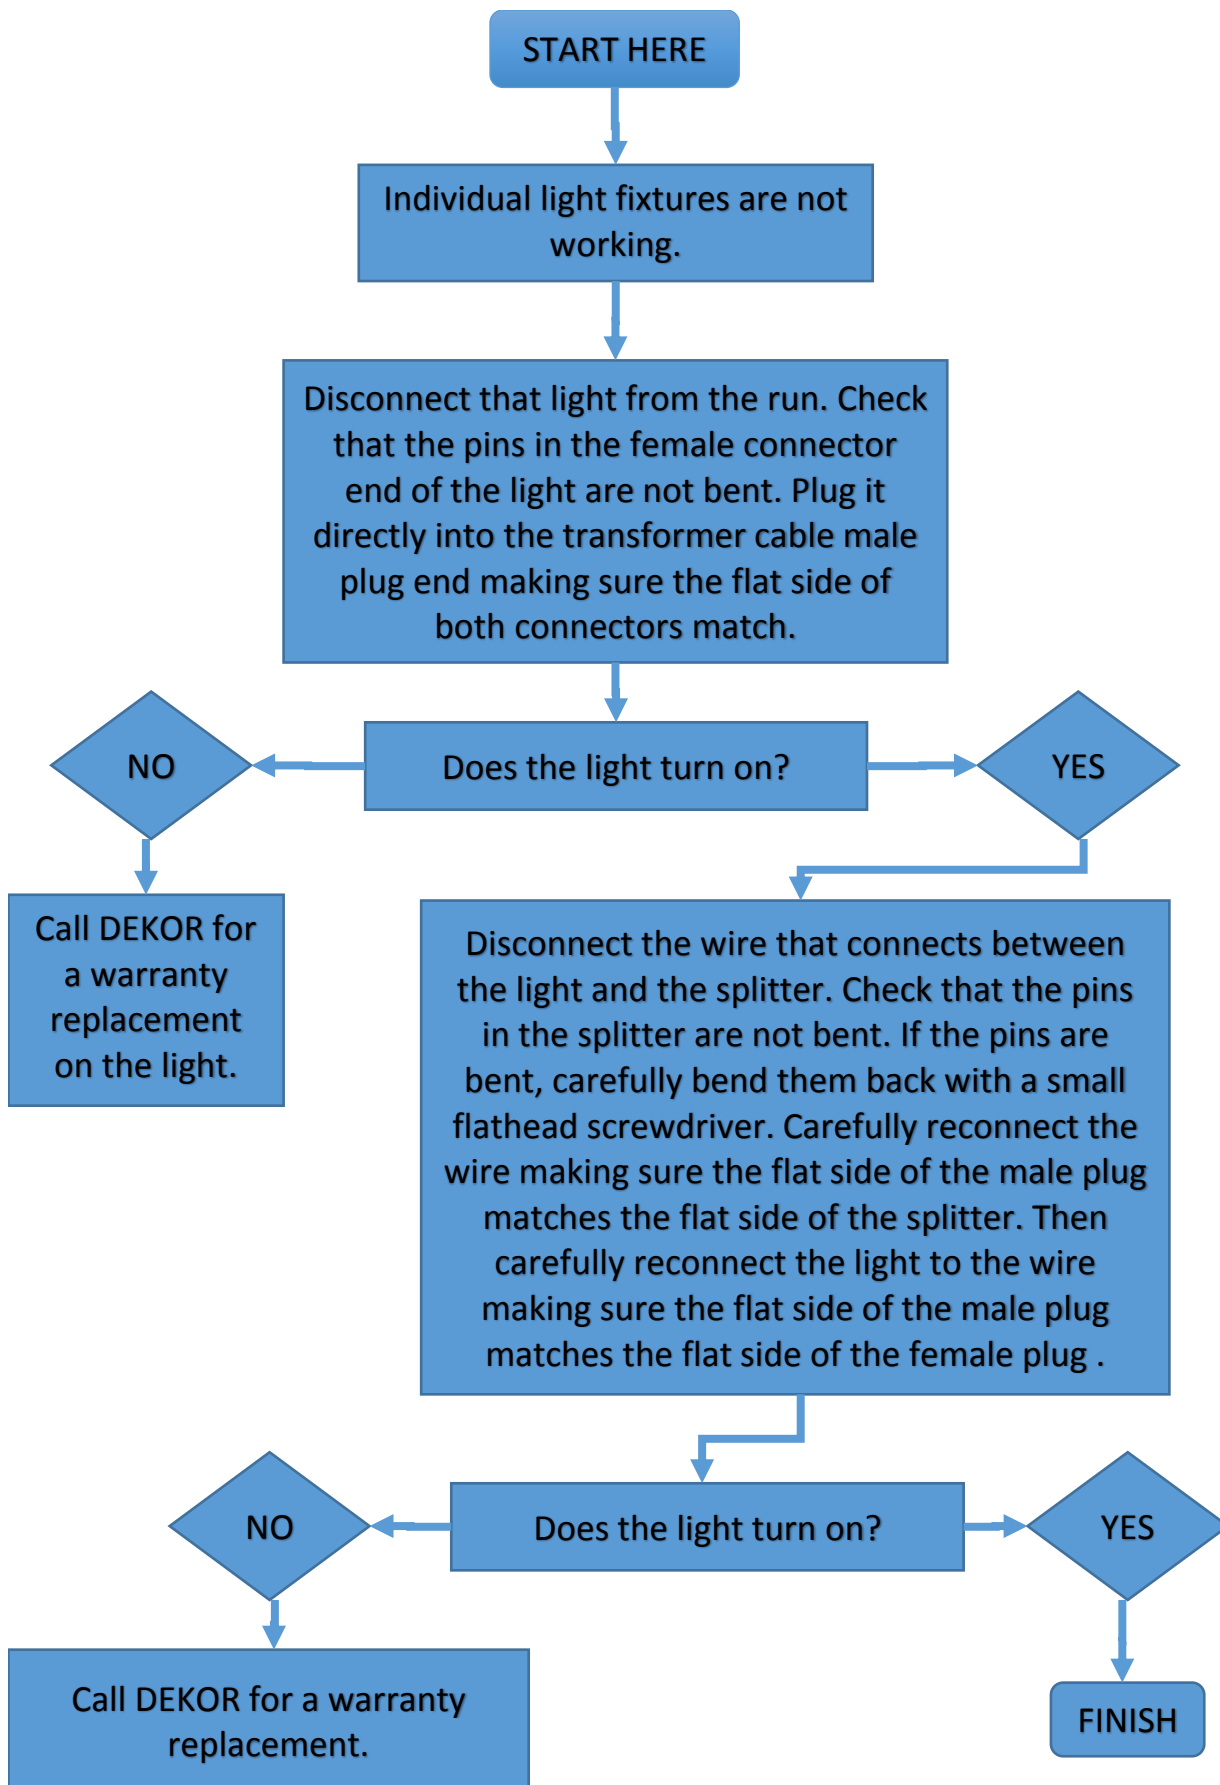 START HERE
Individual light fixtures are not
working.
Disconnect that light from the run. Check
that the pins in the female connector
end of the light are not bent. Plug it
directly into the transformer cable male
plug end making sure the flat side of
both connectors match.
NO
Does the light turn on?
YES
Call DEKOR for
a warranty
replacement
on the light.
Disconnect the wire that connects between
the light and the splitter. Check that the pins
in the splitter are not bent. If the pins are
bent, carefully bend them back with a small
flathead screwdriver. Carefully reconnect the
wire making sure the flat side of the male plug
matches the flat side of the splitter. Then
carefully reconnect the light to the wire
making sure the flat side of the male plug
matches the flat side of the female plug .
NO
Does the light turn on?
YES
Call DEKOR for a warranty
replacement.
FINISH